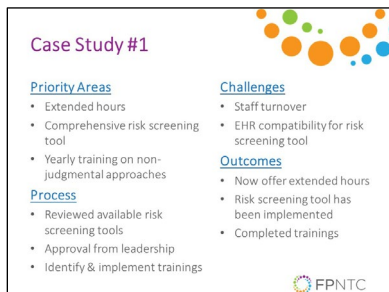 Case Study #1
Priority Areas
• Extended hours
• Comprehensive risk screening
tool
• Yearly training on non-
judgmental approaches
Process
• Reviewed available risk
screening tools
• Approval from leadership
• Identify & implement trainings
Challenges
• Staff turnover
• EHR compatibility for risk
screening tool
Outcomes
• Now offer extended hours
• Risk screening tool has
been implemented
• Completed trainings
FPNTC